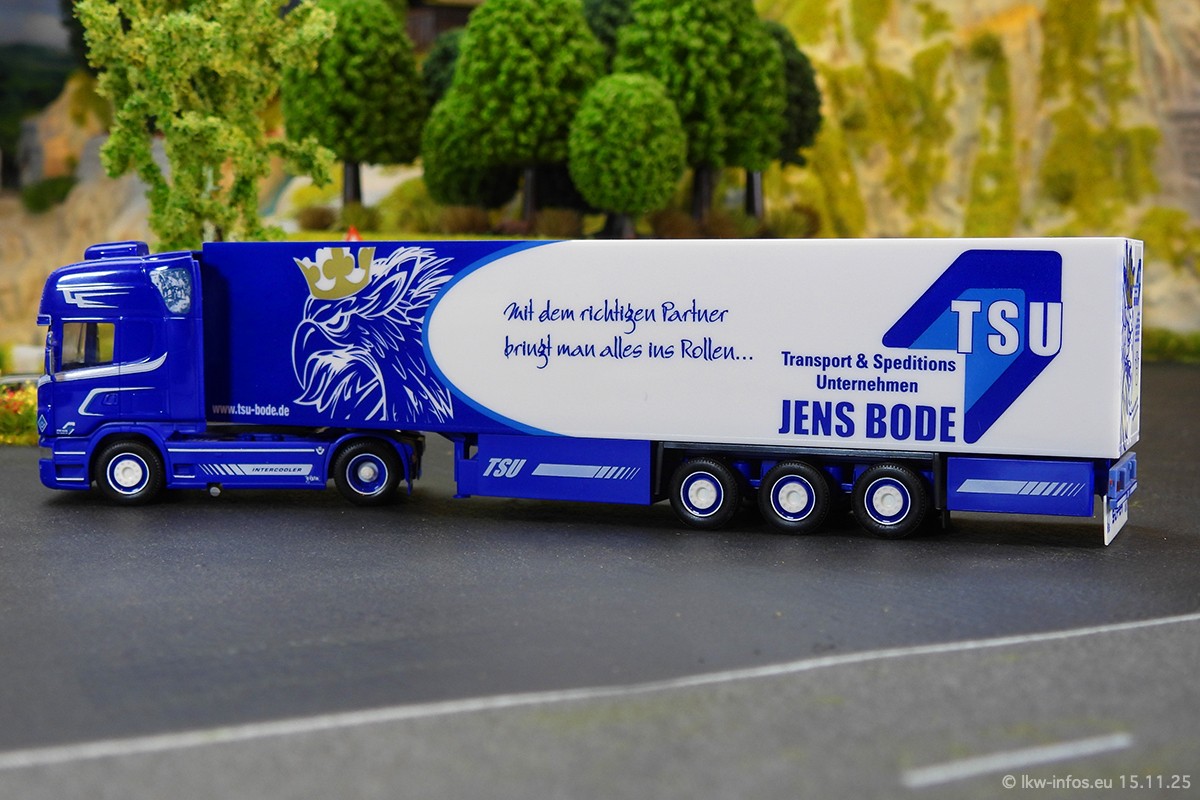 Mit dem richtigen Partner
bringt man alles ins Rollen...
TSU
Transport & Speditions
Unternehmen
JENS BODE
www.tsu-bode.de
INTERCOOLER
TSU
© lkw-infos.eu 15.11.25